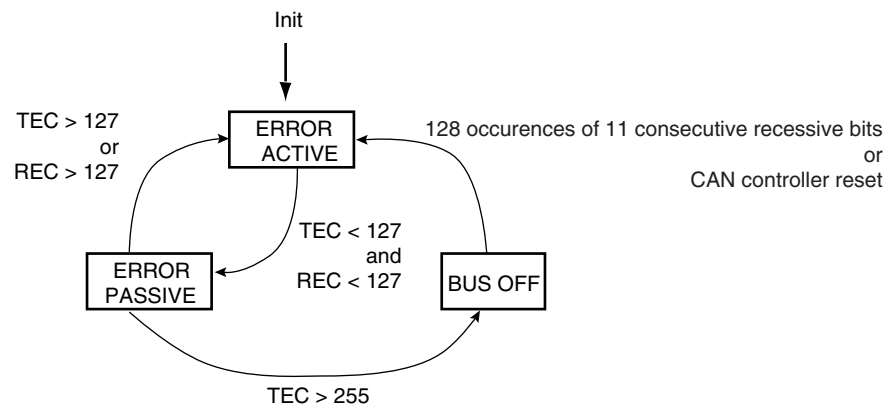 Init
TEC > 127
or
REC > 127
ERROR
ACTIVE
128 occurences of 11 consecutive recessive bits
or
CAN controller reset
TEC < 127
and
REC < 127
ERROR
PASSIVE
BUS OFF
TEC > 255